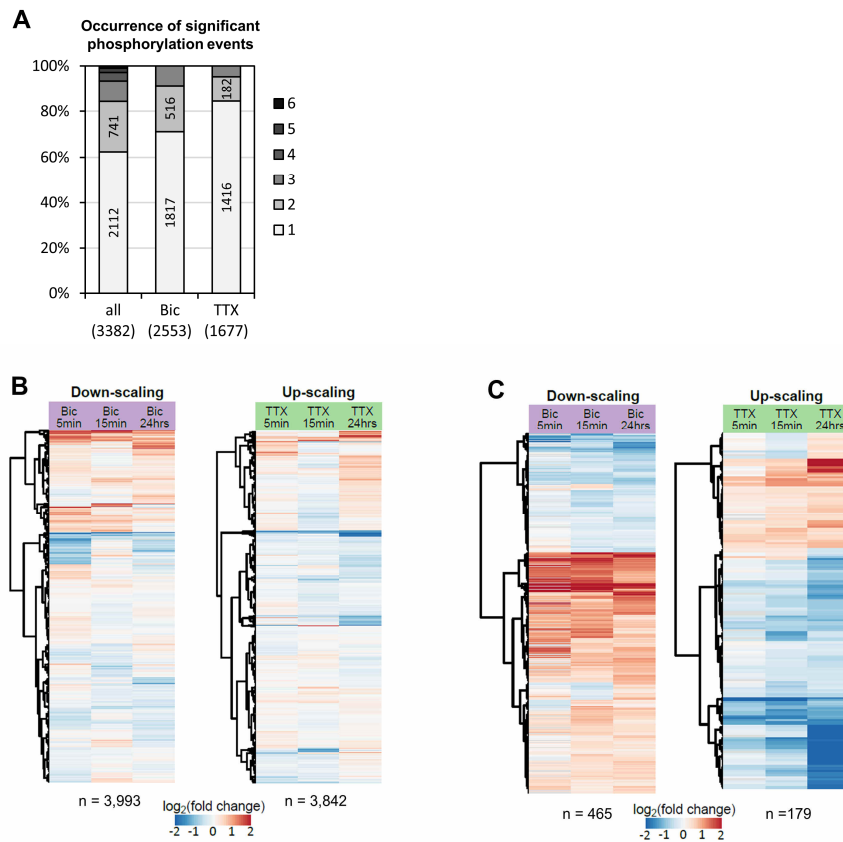 A
Occurrence of significant
phosphorylation events
100%
80%
60%
40%
20%
0%
741
2112
516
1817
182
1416
6
5
4
3
2
1
all
(3382)
Bic
(2553)
TTX
(1677)
B
Down-scaling
Bic Bic Bic
5min 15min 24hrs
Up-scaling
TTX TTX TTX
5min 15min 24hrs
n = 3,993
n = 3,842
log2(fold change)
-2 -1 0 1 2
C
Down-scaling
Bic Bic Bic
5min 15min 24hrs
Up-scaling
TTX TTX TTX
5min 15min 24hrs
n = 465
n =179
log2(fold change)
-2 -1 0 1 2